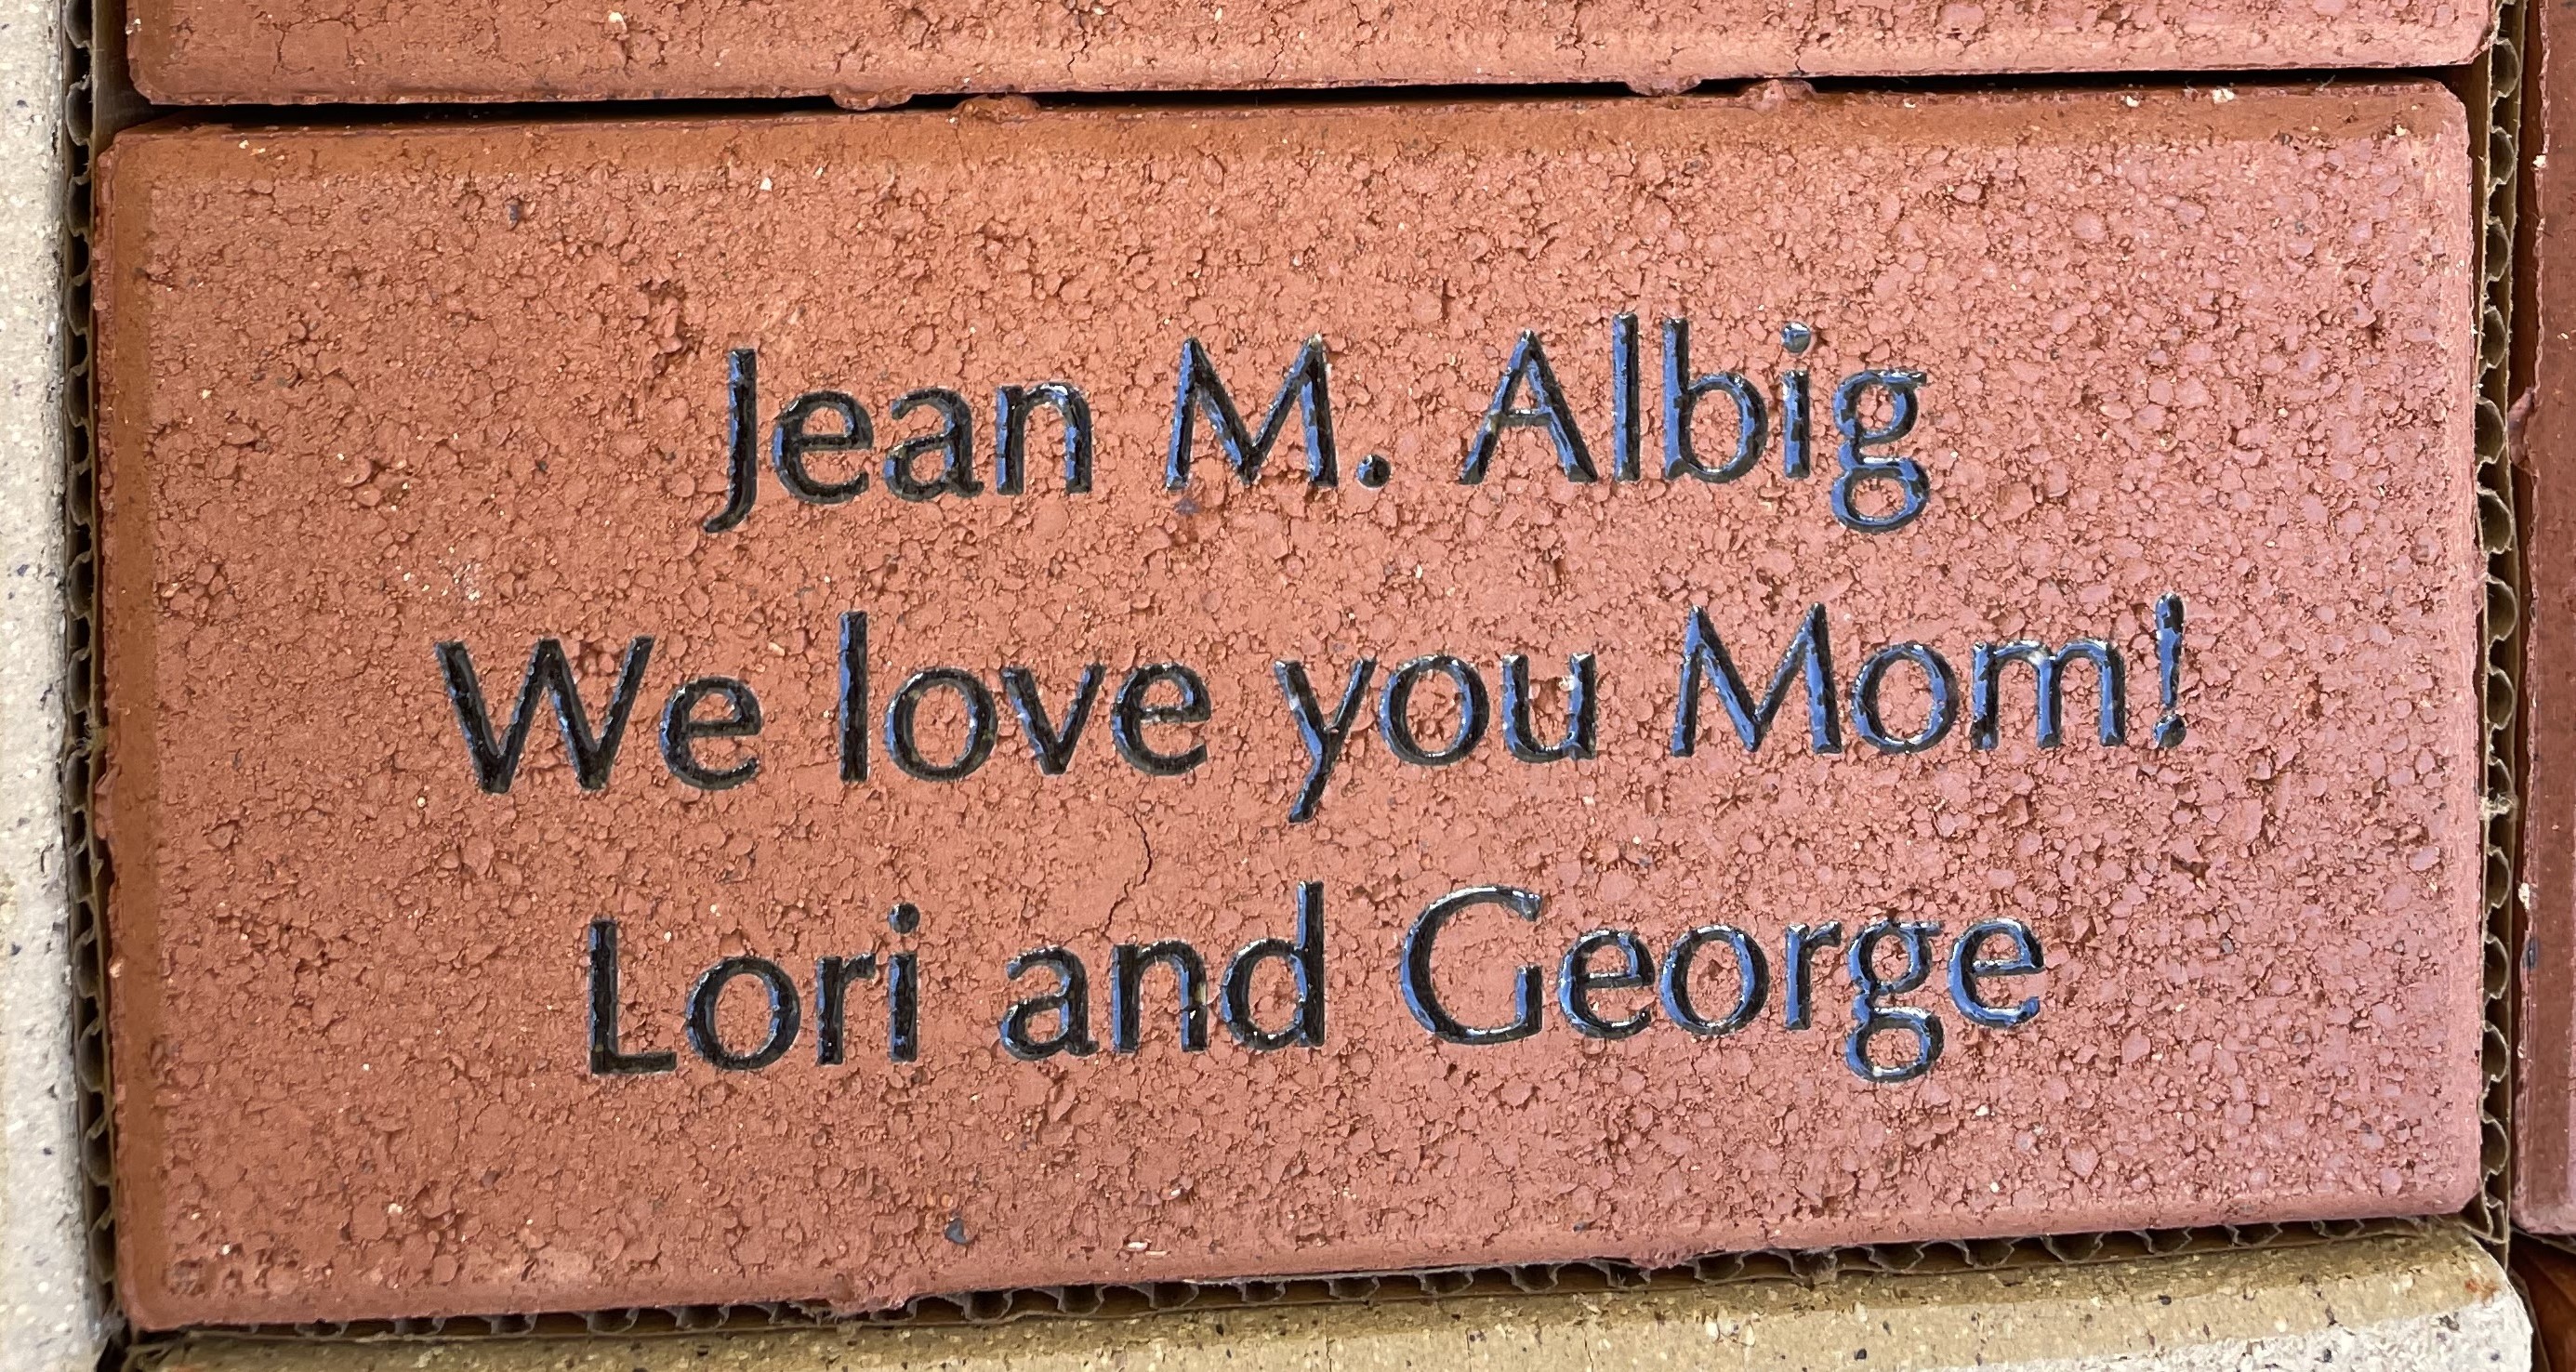 Jean M. Albig
We love you Mom!
Lori and George